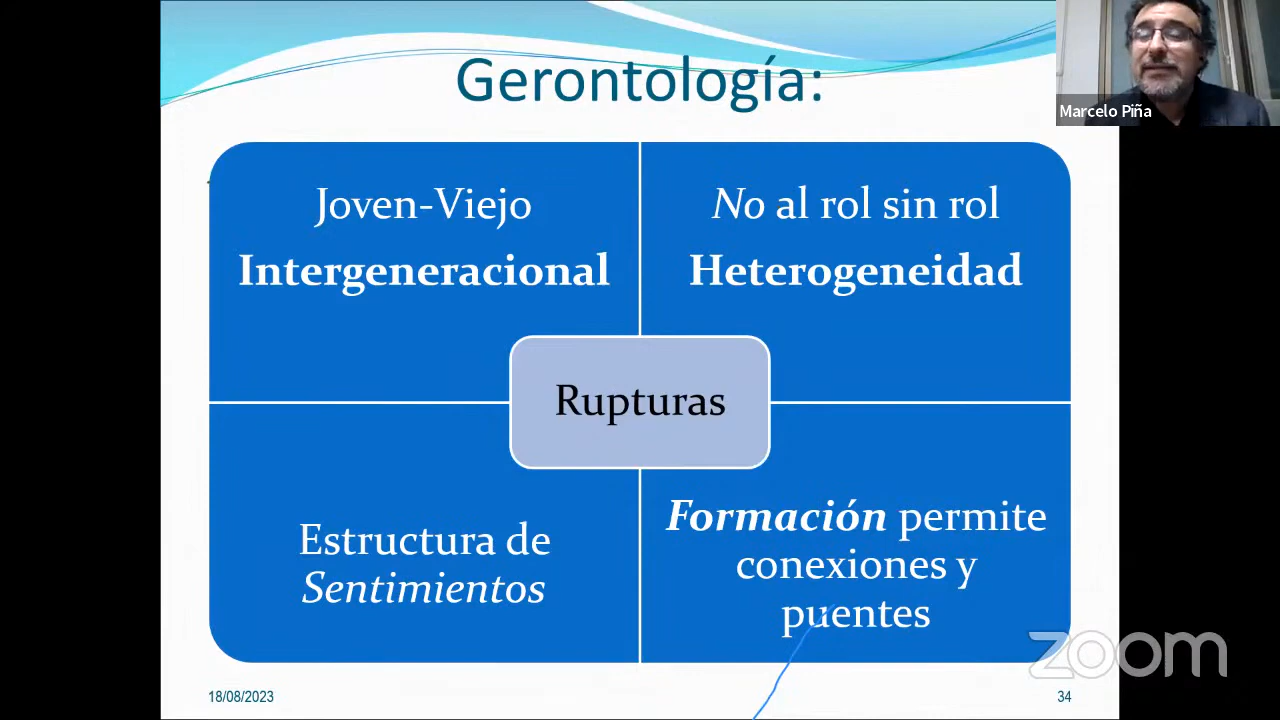 Gerontología:
Marcelo Piña
Joven-Viejo
Intergeneracional
No al rol sin rol
Heterogeneidad
Rupturas
Estructura de
Sentimientos
Formación permite
conexiones y
puentes
zoom
18/08/2023
34